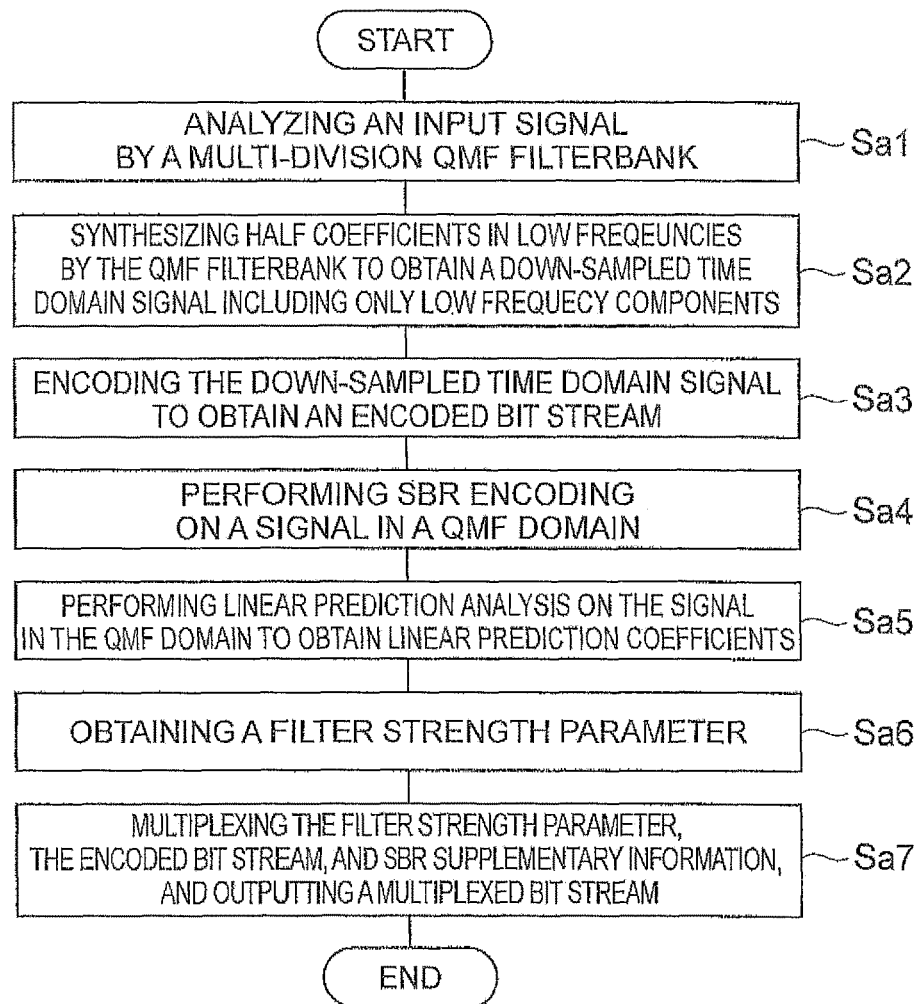 START
ANALYZING AN INPUT SIGNAL
BY A MULTI-DIVISION QMF FILTERBANK
Sa1
SYNTHESIZING HALF COEFFICIENTS IN LOW FREQEUNCIES
BY THE QMF FILTERBANK TO OBTAIN A DOWN-SAMPLED TIME
DOMAIN SIGNAL INCLUDING ONLY LOW FREQUECY COMPONENTS
Sa2
ENCODING THE DOWN-SAMPLED TIME DOMAIN SIGNAL
TO OBTAIN AN ENCODED BIT STREAM
Sa3
PERFORMING SBR ENCODING
ON A SIGNAL IN A QMF DOMAIN
Sa4
PERFORMING LINEAR PREDICTION ANALYSIS ON THE SIGNAL
IN THE QMF DOMAIN TO OBTAIN LINEAR PREDICTION COEFFICIENTS
Sa5
OBTAINING A FILTER STRENGTH PARAMETER
Sa6
MULTIPLEXING THE FILTER STRENGTH PARAMETER,
THE ENCODED BIT STREAM, AND SBR SUPPLEMENTARY INFORMATION,
AND OUTPUTTING A MULTIPLEXED BIT STREAM
Sa7
END